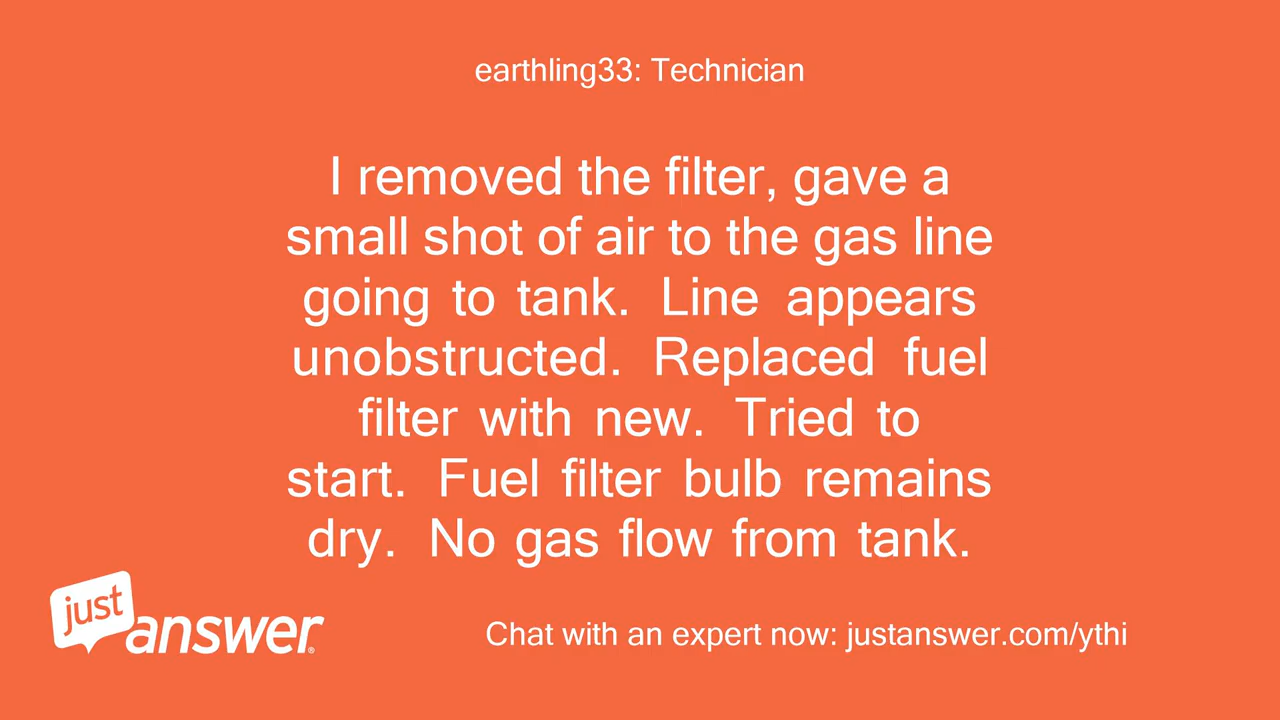 earthling33: Technician
I removed the filter, gave a
small shot of air to the gas line
going to tank. Line appears
unobstructed. Replaced fuel
filter with new. Tried to
start. Fuel filter bulb remains
dry. No gas flow from tank.
just
answer®
Chat with an expert now: justanswer.com/ythi